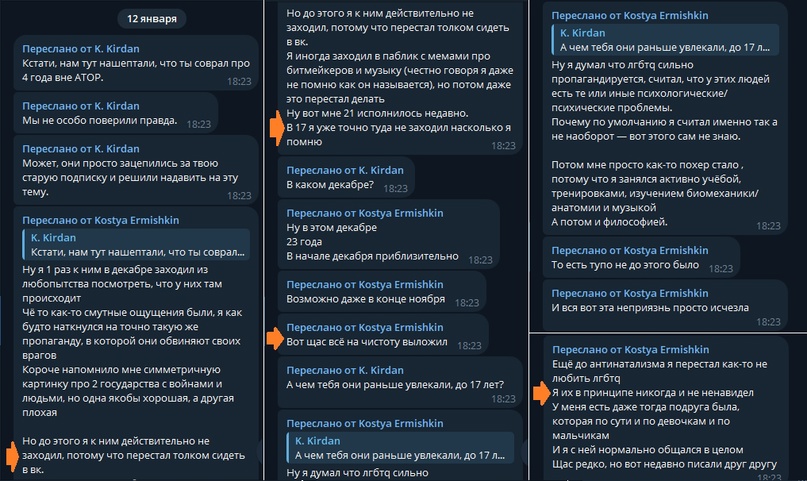 12 января
Переслано от K. Kirdan
Кстати, нам тут нашептали, что ты соврал про
4 года вне АТОР.
18:23
Переслано от K. Kirdan
Мы не особо поверили правда.
18:23
Переслано от K. Kirdan
Может, они просто зацепились за твою
старую подписку и решили надавить на эту
тему.
18:23
Переслано от Kostya Ermishkin
K. Kirdan
Кстати, нам тут нашептали, что ты соврал...
Ну я 1 раз к ним в декабре заходил из
любопытства посмотреть, что у них там
происходит
Чё то как-то смутные ощущения были, я как
будто наткнулся на точно такую же
пропаганду, в которой они обвиняют своих
врагов
Короче напомнило мне симметричную
картинку про 2 государства с войнами и
людьми, но одна якобы хорошая, а другая
плохая
Но до этого я к ним действительно не
заходил, потому что перестал толком сидеть
в вк.
Но до этого я к ним действительно не
заходил, потому что перестал толком сидеть
в вк.
Я иногда заходил в паблик с мемами про
битмейкеров и музыку (честно говоря я даже
не помню как он называется), но потом даже
это перестал делать
Ну вот мне 21 исполнилось недавно.
В 17 я уже точно туда не заходил насколько я
помню
18:23
Переслано от K. Kirdan
В каком декабре?
18:23
Переслано от Kostya Ermishkin
Ну в этом декабре
23 года
В начале декабря приблизительно
18:23
Переслано от Kostya Ermishkin
Возможно даже в конце ноября
18:23
Переслано от Kostya Ermishkin
Вот щас всё на чистоту выложил
18:23
Переслано от K. Kirdan
А чем тебя они раньше увлекали, до 17 лет?
18:23
Переслано от Kostya Ermishkin
K. Kirdan
А чем тебя они раньше увлекали, до 17 л...
Ну я думал что лгбтq сильно
Переслано от Kostya Ermishkin
K. Kirdan
А чем тебя они раньше увлекали, до 17 л...
Ну я думал что лгбтq сильно
пропагандируется, считал, что у этих людей
есть те или иные психологические/
психические проблемы.
Почему по умолчанию я считал именно так а
не наоборот — вот этого сам не знаю.
Потом мне просто как-то похер стало ,
потому что я занялся активно учёбой,
тренировками, изучением биомеханики/
анатомии и музыкой
А потом и философией.
18:23
Переслано от Kostya Ermishkin
То есть тупо не до этого было
18:23
Переслано от Kostya Ermishkin
И вся вот эта неприязнь просто исчезла
18:23
Переслано от Kostya Ermishkin
Ещё до антинатализма я перестал как-то не
любить лгбтq
Я их в принципе никогда и не ненавидел
У меня есть даже тогда подруга была,
которая по сути и по девочкам и по
мальчикам
И я с ней нормально общался в целом
Щас редко, но вот недавно писали друг другу
18:23